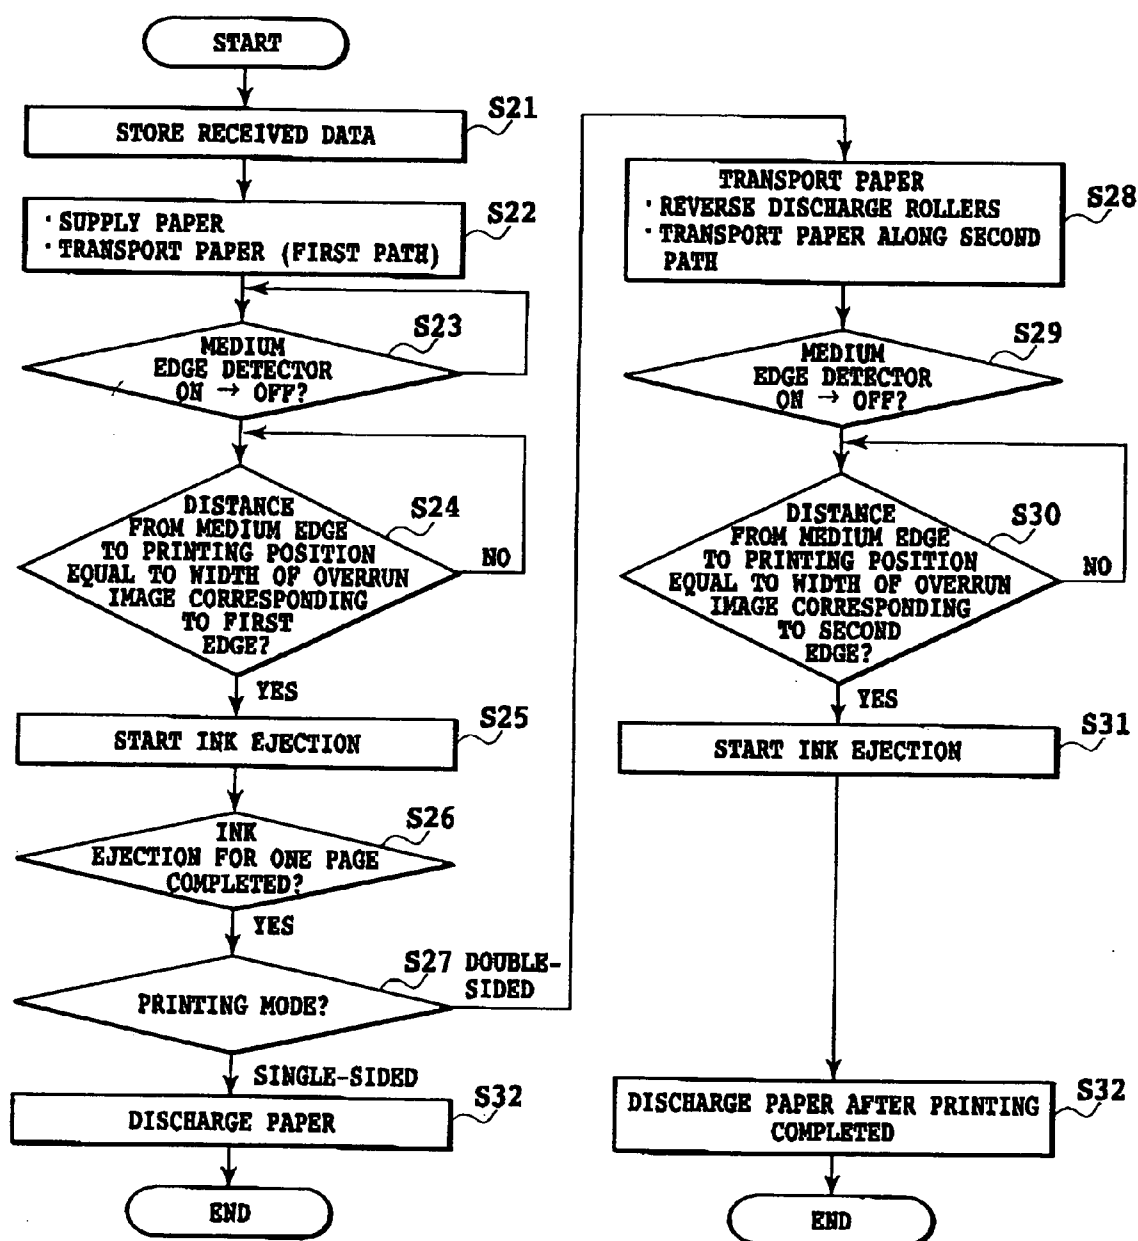 START
S21
STORE RECEIVED DATA
S22
· SUPPLY PAPER
· TRANSPORT PAPER (FIRST PATH)
S23
MEDIUM
EDGE DETECTOR
ON → OFF?
S24
DISTANCE
FROM MEDIUM EDGE
TO PRINTING POSITION
EQUAL TO WIDTH OF OVERRUN
IMAGE CORRESPONDING
TO FIRST
EDGE?
NO
YES
S25
START INK EJECTION
S26
INK
EJECTION FOR ONE PAGE
COMPLETED?
YES
S27
PRINTING MODE?
DOUBLE-
SIDED
SINGLE-SIDED
S32
DISCHARGE PAPER
END
S28
TRANSPORT PAPER
· REVERSE DISCHARGE ROLLERS
· TRANSPORT PAPER ALONG SECOND
PATH
S29
MEDIUM
EDGE DETECTOR
ON → OFF?
S30
DISTANCE
FROM MEDIUM EDGE
TO PRINTING POSITION
EQUAL TO WIDTH OF OVERRUN
IMAGE CORRESPONDING
TO SECOND
EDGE?
NO
YES
S31
START INK EJECTION
S32
DISCHARGE PAPER AFTER PRINTING
COMPLETED
END